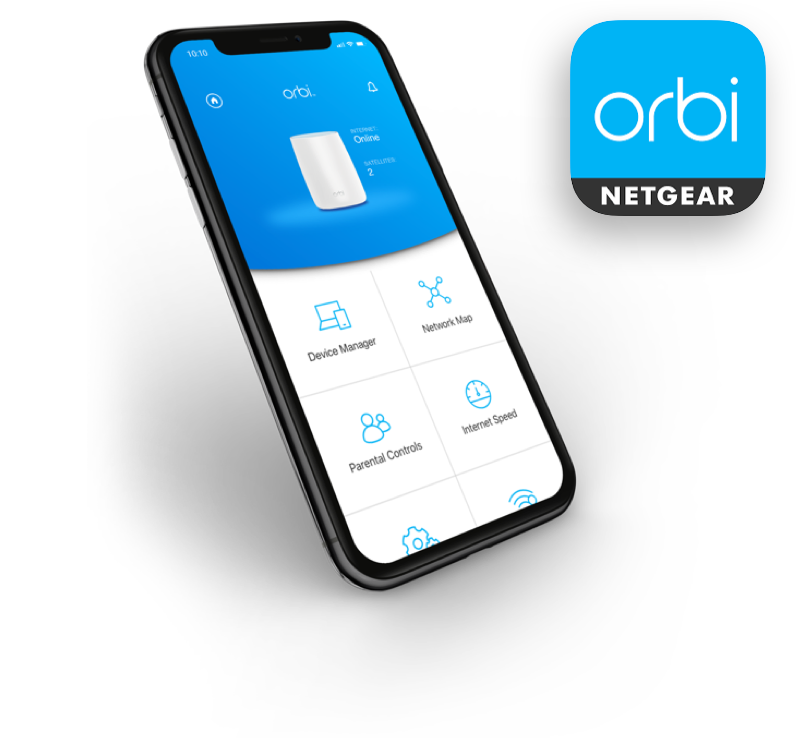 10:10
orbi
INTERNET
Online
SATELLITES
2
Device Manager
Network Map
Parental Controls
Internet Speed
orbi
NETGEAR